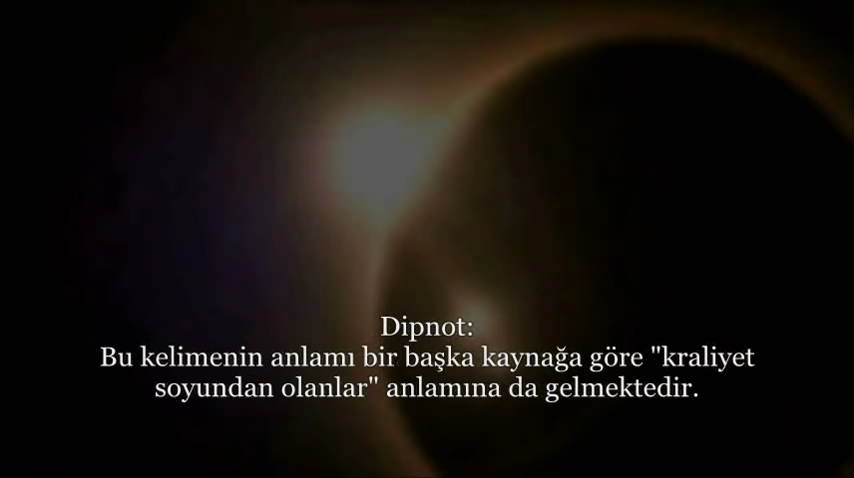 Dipnot:
Bu kelimenin anlamı bir başka kaynağa göre "kraliyet
soyundan olanlar" anlamına da gelmektedir.